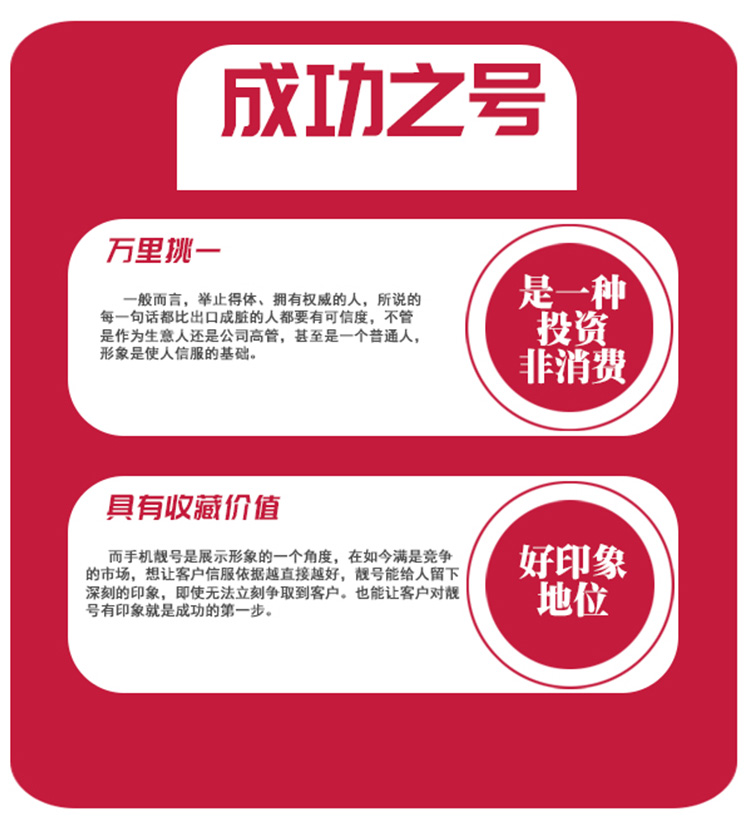 成功之号
万里挑一
一般而言，举止得体、拥有权威的人，所说的
每一句话都比出口成脏的人都要有可信度，不管
是作为生意人还是公司高管，甚至是一个普通人，
形象是使人信服的基础。
是一种
投资
非消费
具有收藏价值
而手机靓号是展示形象的一个角度，在如今满是竞争
的市场，想让客户信服依据越直接越好，靓号能给人留下
深刻的印象，即使无法立刻争取到客户。也能让客户对靓
号有印象就是成功的第一步。
好印象
地位